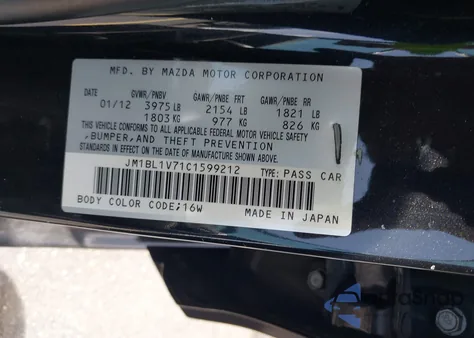 MFD. BY MAZDA MOTOR CORPORATION
GVWR/PNBV GAWR/PNBE FRT GAWR/PNBE RR
01/12 3975 LB 2154 LB 1821 LB
1803 KG 977 KG 826 KG
THIS VEHICLE CONFORMS TO ALL APPLICABLE FEDERAL MOTOR VEHICLE SAFETY
,BUMPER,AND THEFT PREVENTION
STANDARDS IN EFFECT ON THE DATE OF MANUFACTURE SHOWN ABOVE.
JM1BL1V71C1599212 TYPE: PASS CAR
BODY COLOR CODE;16W MADE IN JAPAN